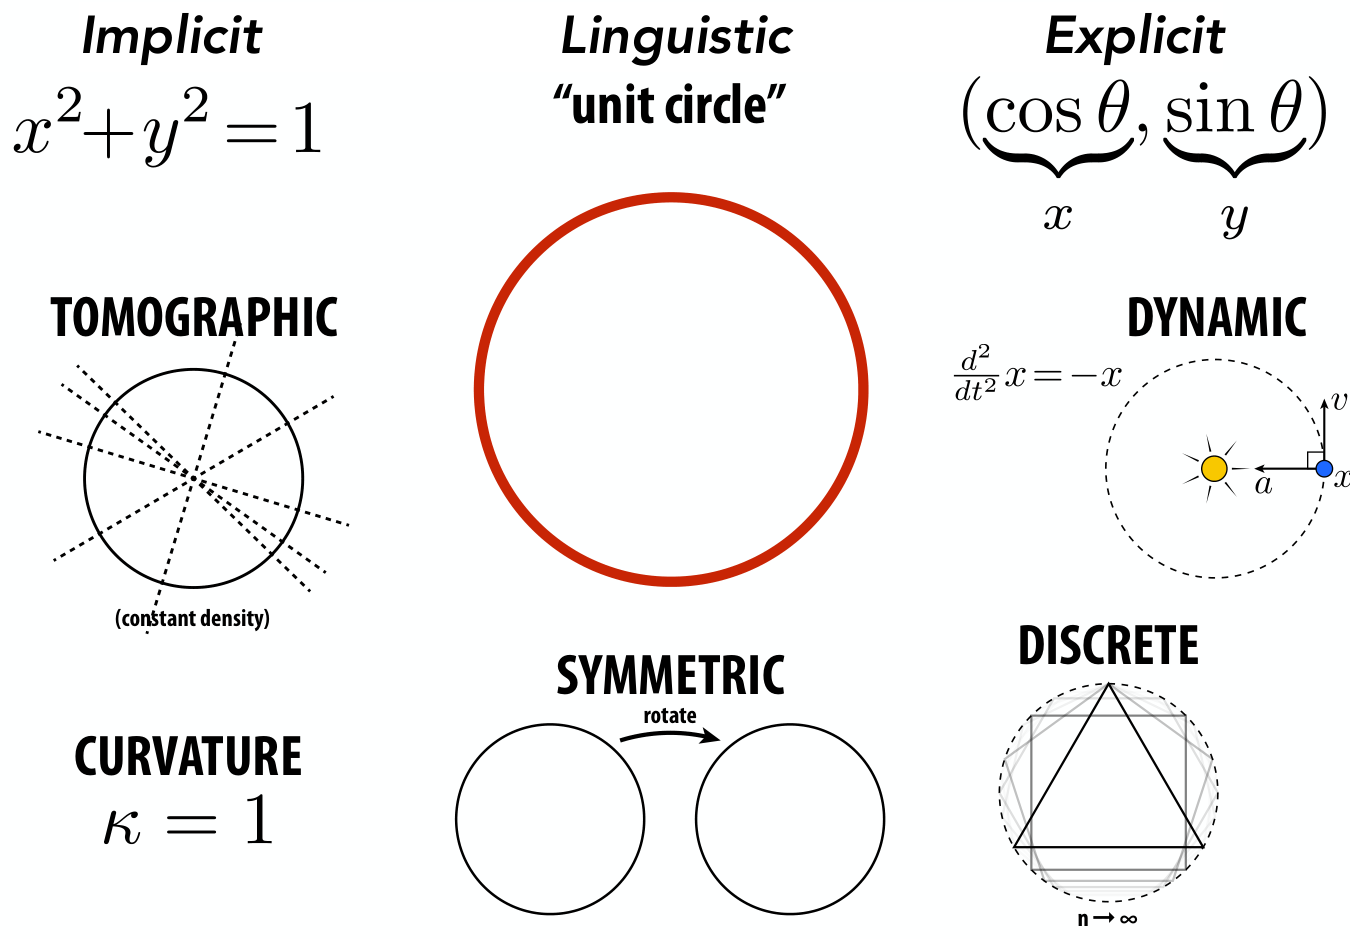 Implicit
x²+y²=1
Linguistic
“unit circle”
Explicit
(cos θ, sin θ)
x y
TOMOGRAPHIC
(constant density)
DYNAMIC
d²/dt² x = −x
v
a
x
CURVATURE
κ = 1
SYMMETRIC
rotate
DISCRETE
n → ∞